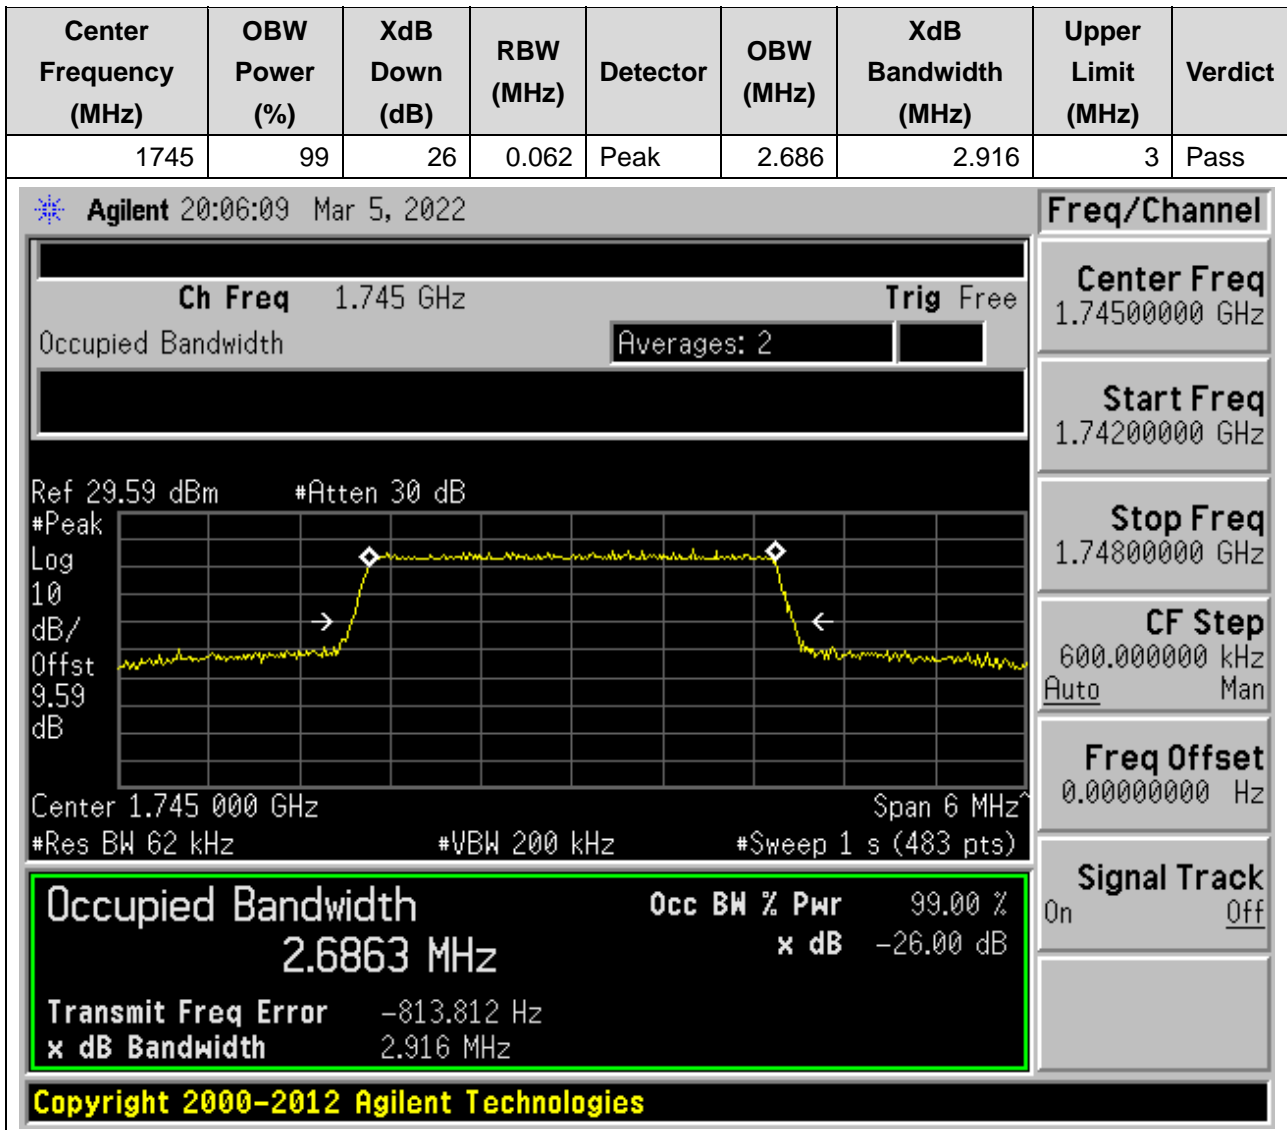 Center Frequency (MHz) OBW Power (%) XdB Down (dB) RBW (MHz) Detector OBW (MHz) XdB Bandwidth (MHz) Upper Limit (MHz) Verdict
1745 99 26 0.062 Peak 2.686 2.916 3 Pass
Agilent 20:06:09 Mar 5, 2022
Freq/Channel
Ch Freq 1.745 GHz Trig Free
Occupied Bandwidth Averages: 2
Center Freq
1.74500000 GHz
Start Freq
1.74200000 GHz
Stop Freq
1.74800000 GHz
CF Step
600.000000 kHz
Auto Man
Freq Offset
0.00000000 Hz
Signal Track
On Off
Ref 29.59 dBm #Atten 30 dB
#Peak
Log
10
dB/
Offst
9.59
dB
Center 1.745 000 GHz Span 6 MHz^
#Res BW 62 kHz #VBW 200 kHz #Sweep 1 s (483 pts)
Occupied Bandwidth Occ BW % Pwr 99.00 %
2.6863 MHz x dB -26.00 dB
Transmit Freq Error -813.812 Hz
x dB Bandwidth 2.916 MHz
Copyright 2000-2012 Agilent Technologies